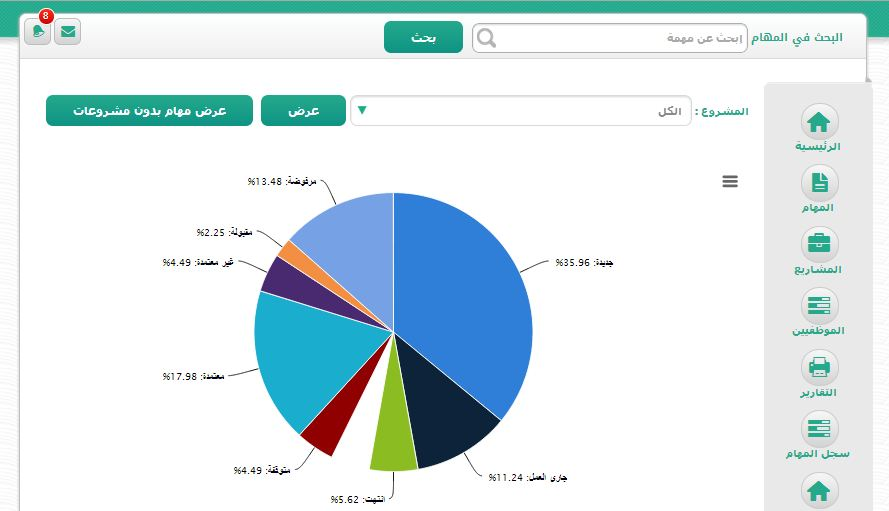 8
البحث في المهام
إبحث عن مهمة
بحث
المشروع :
الكل
عرض
عرض مهام بدون مشروعات
الرئيسية
المهام
المشاريع
الموظفيين
التقارير
سجل المهام
مرفوضة: 13.48%
مقبولة: 2.25%
غير معتمدة: 4.49%
جديدة: 35.96%
معتمدة: 17.98%
متوقفة: 4.49%
جاري العمل: 11.24%
انتهت: 5.62%